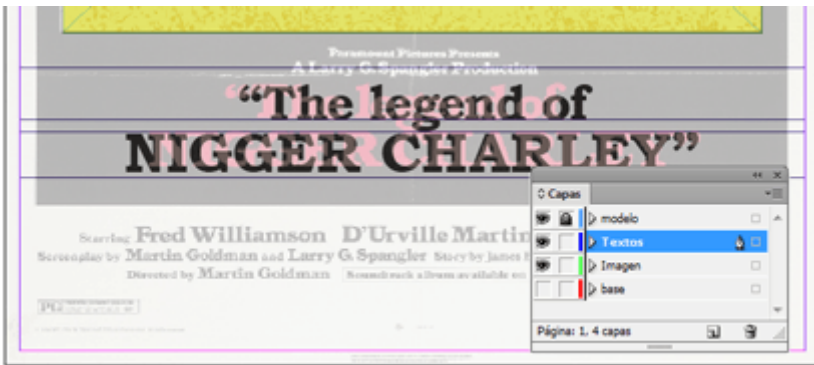 Paramount Pictures Presents
A Larry G. Spangler Production
“The legend of
NIGGER CHARLEY”
Starring Fred Williamson D'Urville Martin
Screenplay by Martin Goldman and Larry G. Spangler Story by James
Directed by Martin Goldman Soundtrack album available on
PG
Capas
modelo
Textos
Imagen
base
Página: 1, 4 capas